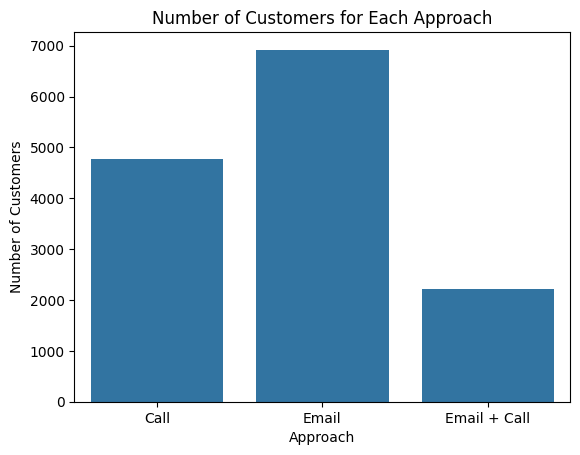 Number of Customers for Each Approach
Number of Customers
7000
6000
5000
4000
3000
2000
1000
0
Call Email Email + Call
Approach